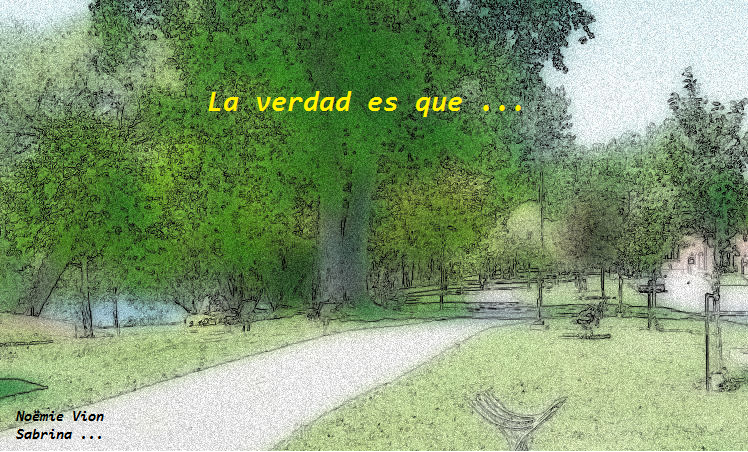 La verdad es que ...
Noëmie Vion
Sabrina ...